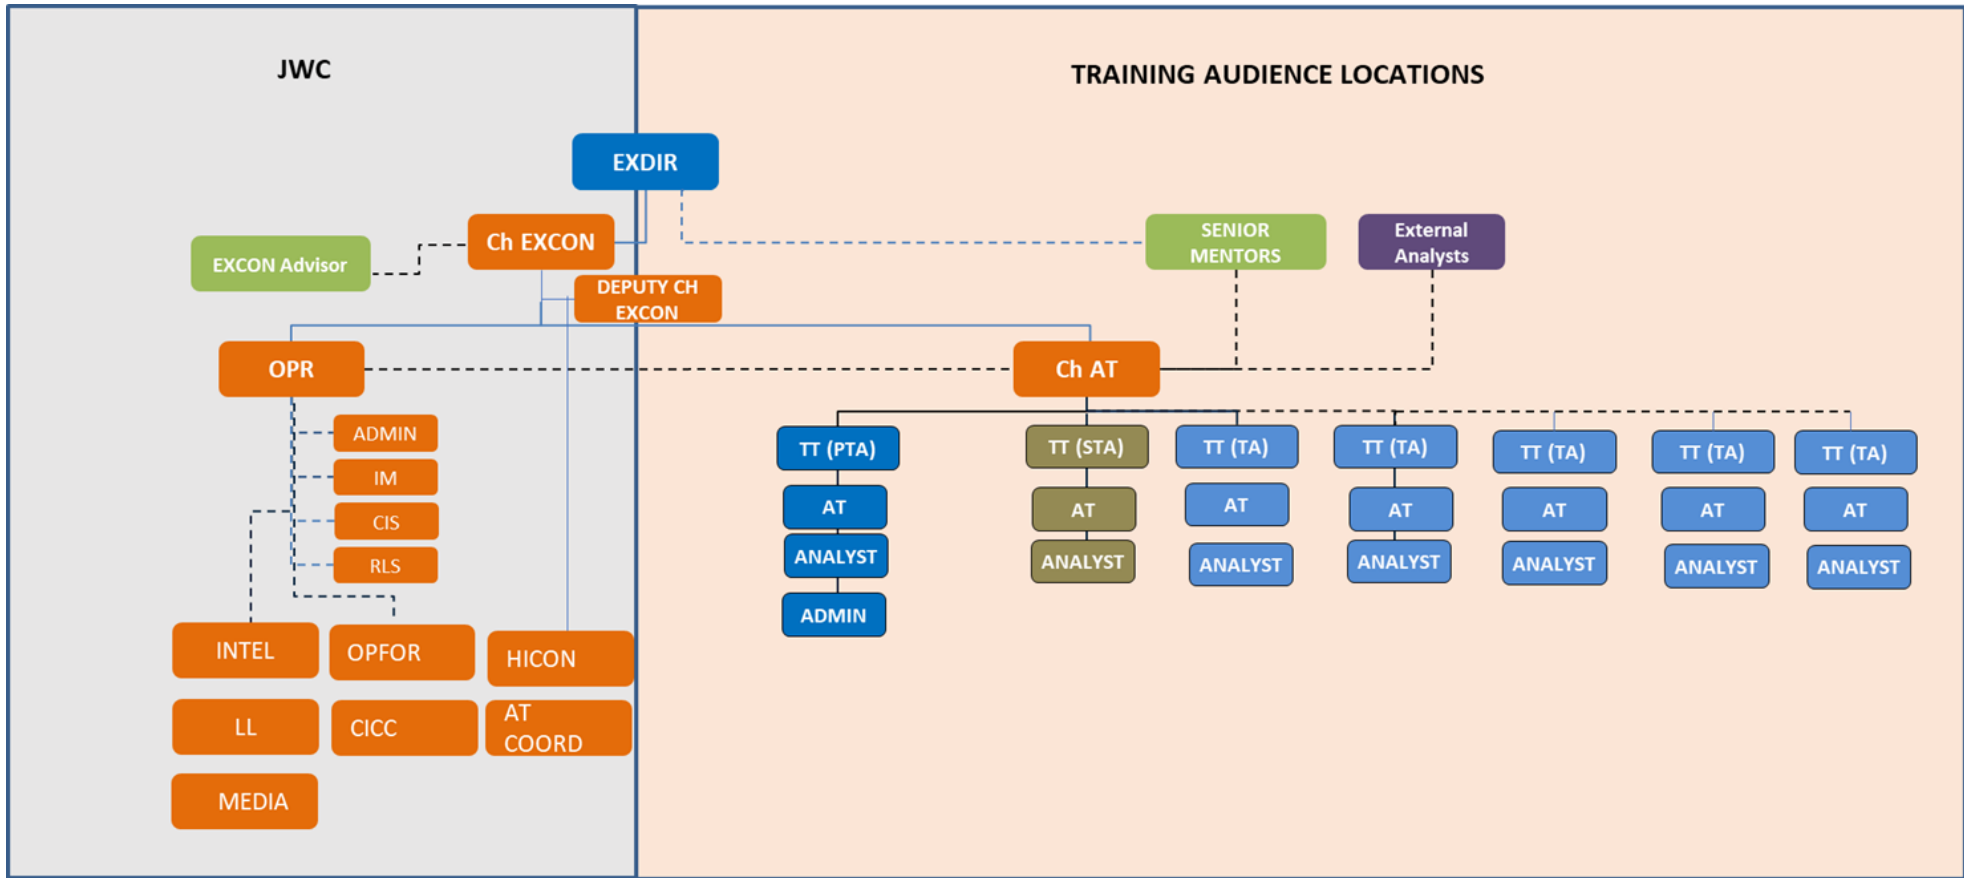 JWC
TRAINING AUDIENCE LOCATIONS
EXDIR
Ch EXCON
EXCON Advisor
DEPUTY CH
EXCON
SENIOR
MENTORS
External
Analysts
OPR
Ch AT
ADMIN
IM
CIS
RLS
INTEL
OPFOR
HICON
LL
CICC
AT
COORD
MEDIA
TT (PTA)
AT
ANALYST
ADMIN
TT (STA)
AT
ANALYST
TT (TA)
AT
ANALYST
TT (TA)
AT
ANALYST
TT (TA)
AT
ANALYST
TT (TA)
AT
ANALYST
TT (TA)
AT
ANALYST